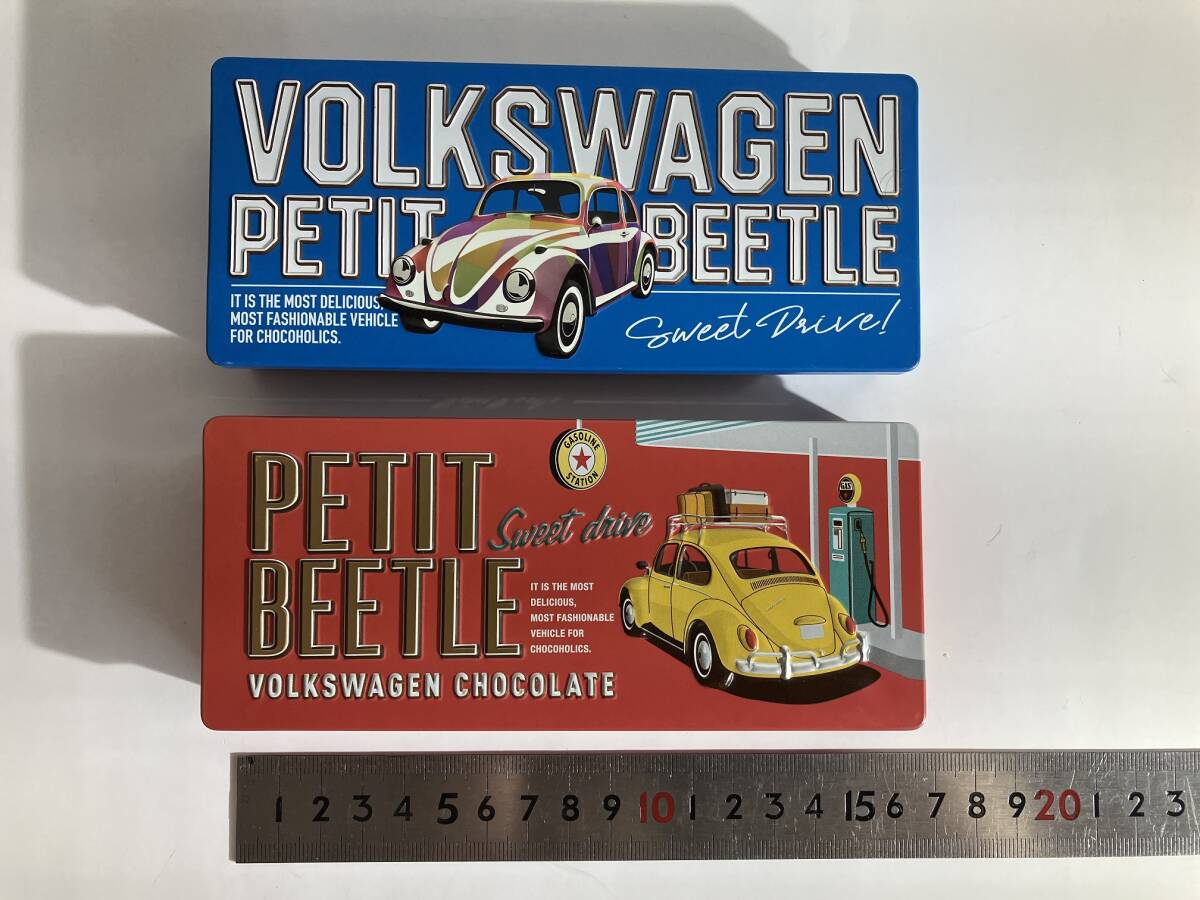 VOLKSWAGEN
PETIT BEETLE
IT IS THE MOST DELICIOUS,
MOST FASHIONABLE VEHICLE
FOR CHOCOHOLICS.
Sweet Drive!
GASOLINE
STATION
PETIT
BEETLE
Sweet drive
IT IS THE MOST
DELICIOUS,
MOST FASHIONABLE
VEHICLE FOR
CHOCOHOLICS.
VOLKSWAGEN CHOCOLATE
GAS
1 2 3 4 5 6 7 8 9 10 1 2 3 4 15 6 7 8 9 20 1 2 3